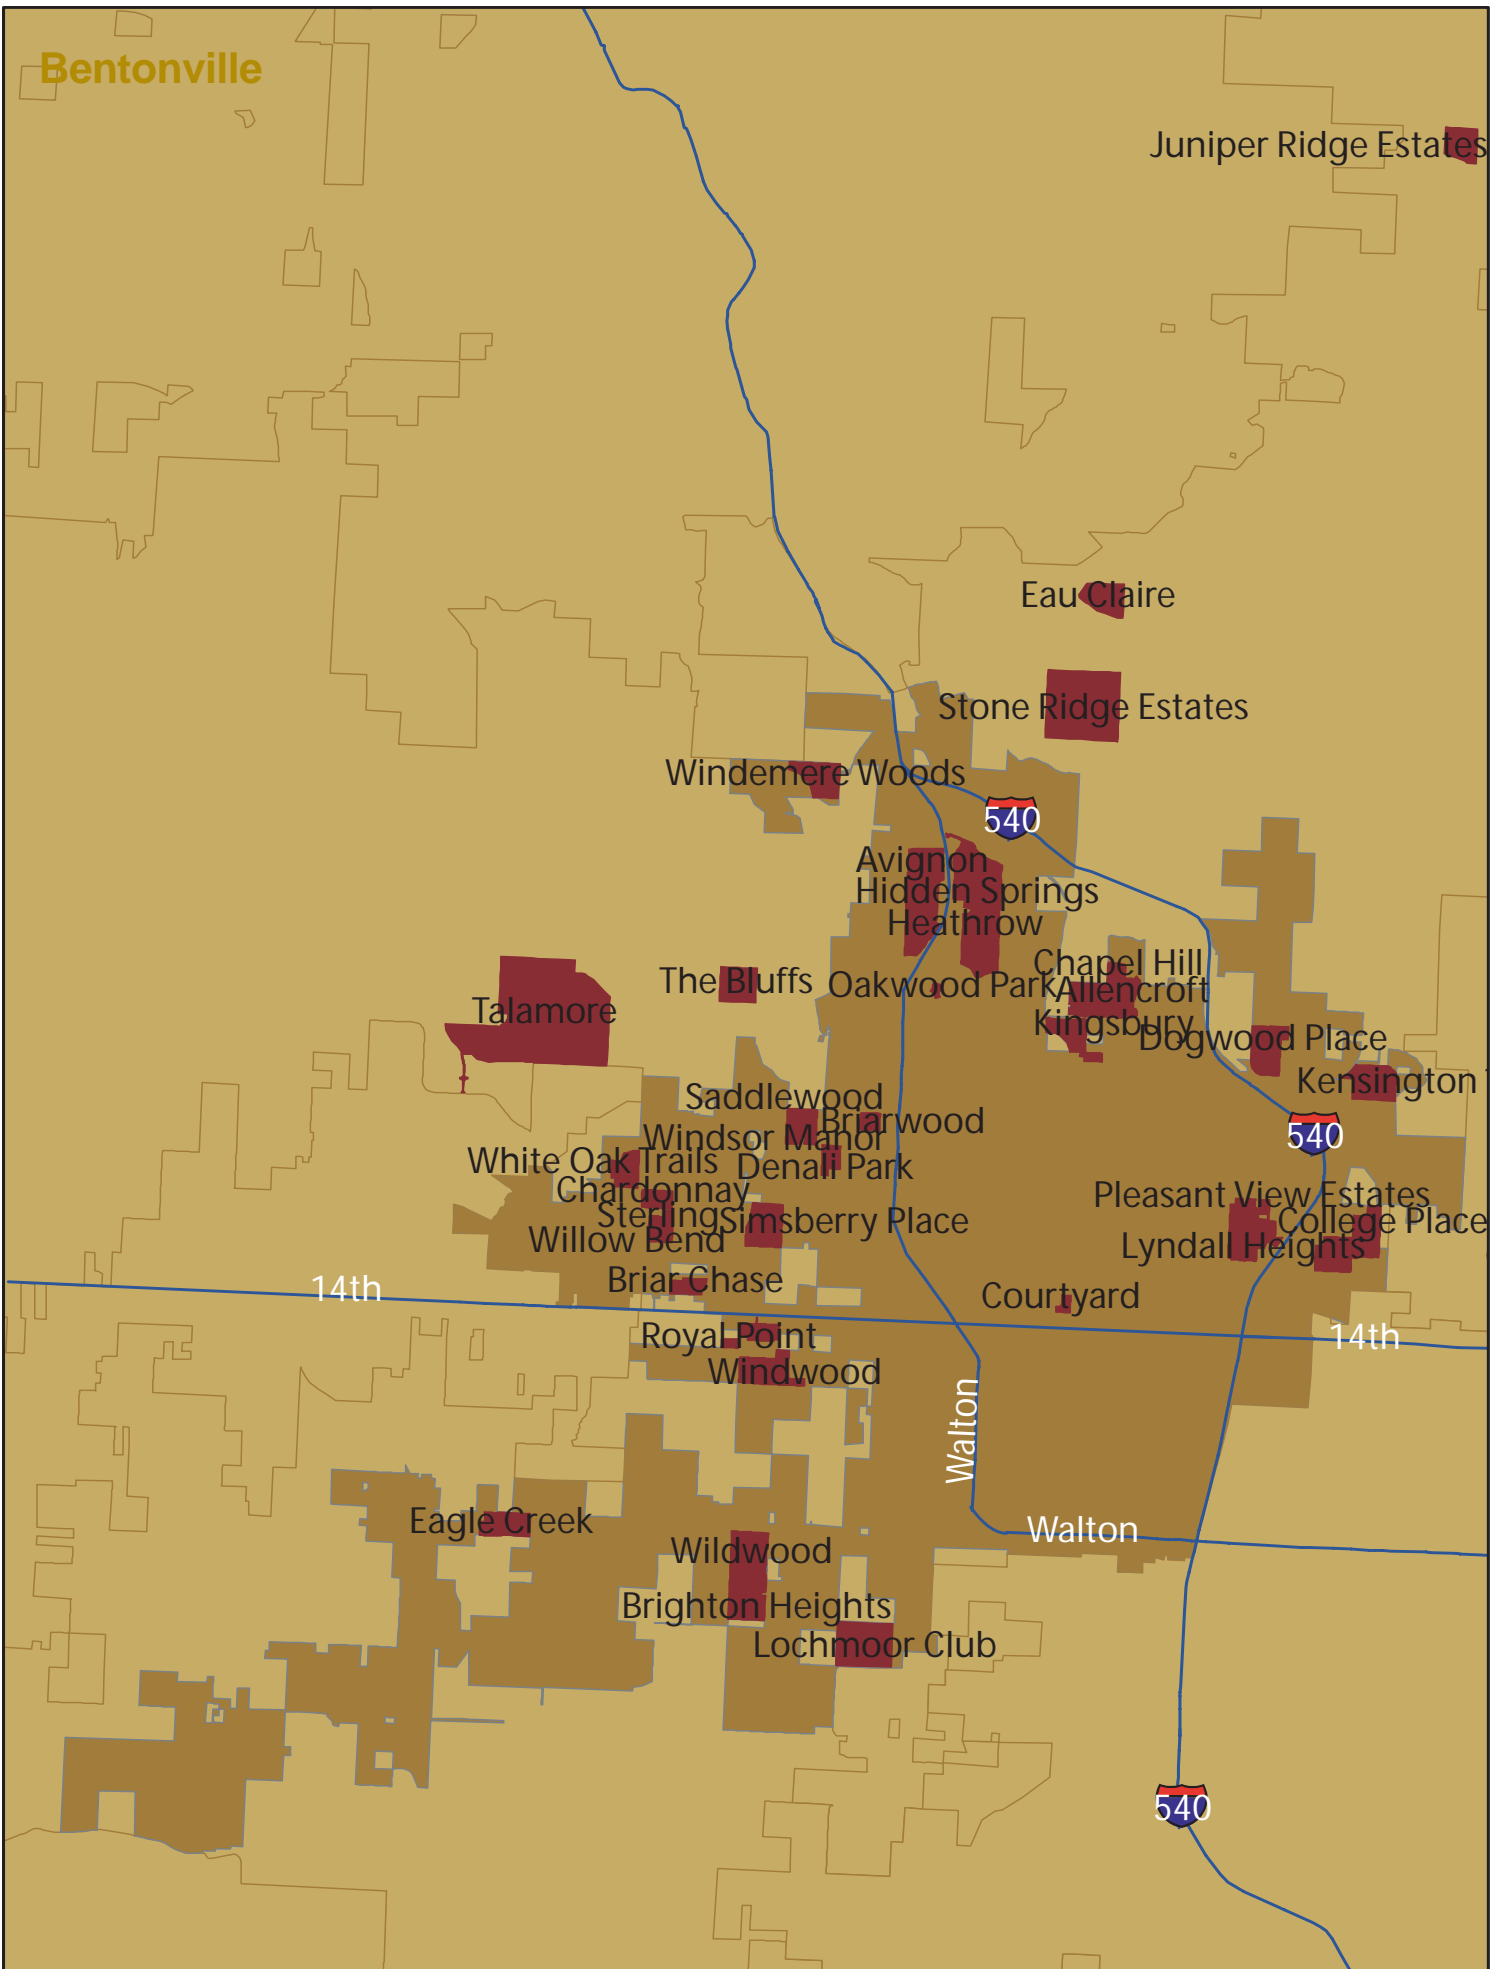 Bentonville
Juniper Ridge Estates
Eau Claire
Stone Ridge Estates
Windemere Woods
540
Avignon
Hidden Springs
Heathrow
Chapel Hill
The Bluffs
Oakwood Park
Allencroft
Talamore
Kingsbury
Dogwood Place
Kensington
Saddlewood
Briarwood
540
Windsor Manor
White Oak Trails
Denali Park
Chardonnay
Pleasant View Estates
Sterling
Simsberry Place
College Place
Willow Bend
Lyndall Heights
Briar Chase
14th
Courtyard
Royal Point
14th
Windwood
Walton
Eagle Creek
Walton
Wildwood
Brighton Heights
Lochmoor Club
540